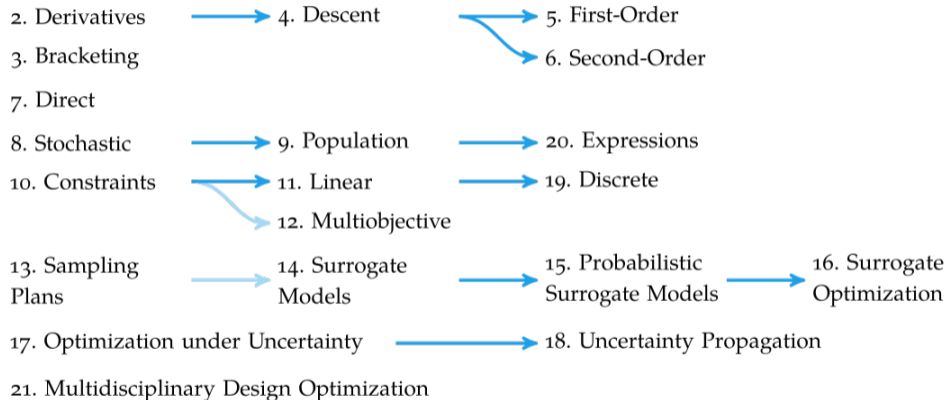 2. Derivatives 4. Descent 5. First-Order
3. Bracketing 6. Second-Order
7. Direct
8. Stochastic 9. Population 20. Expressions
10. Constraints 11. Linear 19. Discrete
12. Multiobjective
13. Sampling 14. Surrogate 15. Probabilistic 16. Surrogate
Plans Models Surrogate Models Optimization
17. Optimization under Uncertainty 18. Uncertainty Propagation
21. Multidisciplinary Design Optimization